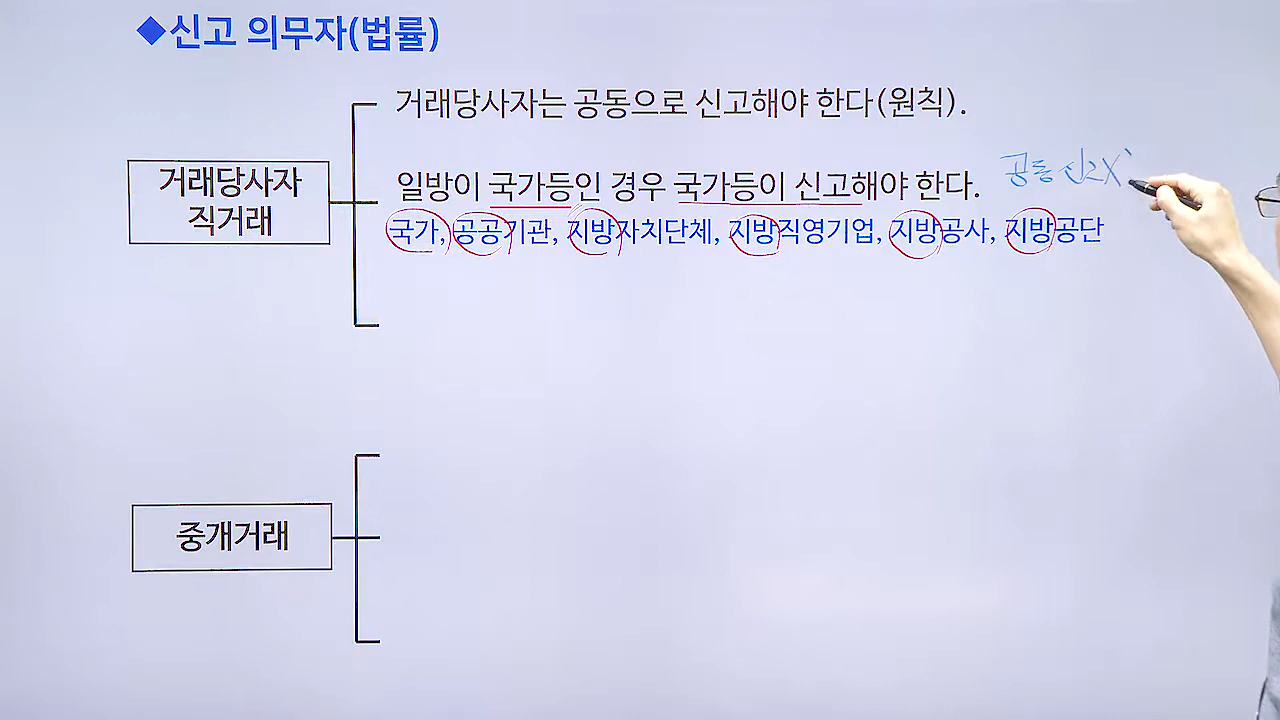 ◆신고 의무자(법률)
거래당사자는 공동으로 신고해야 한다(원칙).
거래당사자
직거래
일방이 국가등인 경우 국가등이 신고해야 한다.
공동신고X
국가, 공공기관, 지방자치단체, 지방직영기업, 지방공사, 지방공단
중개거래